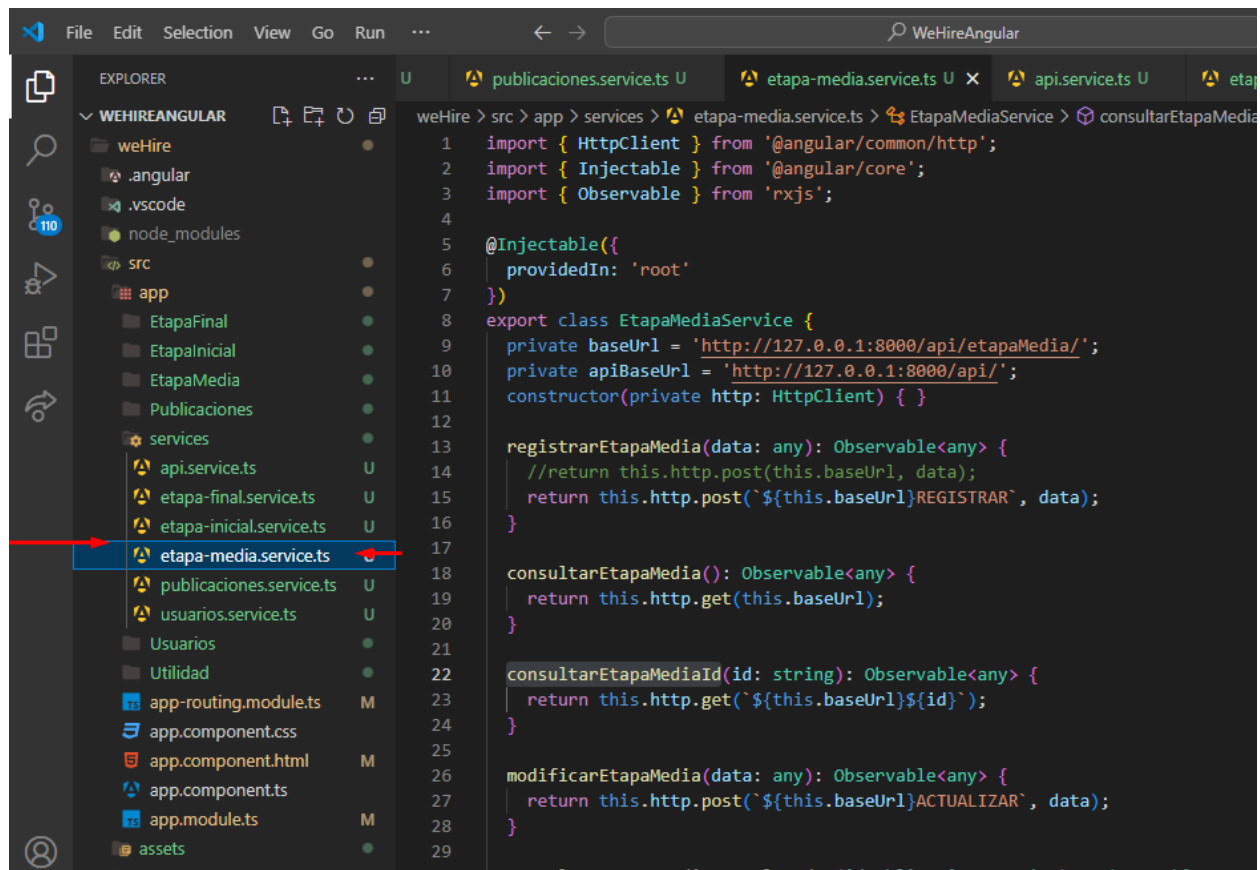 File Edit Selection View Go Run ··· WeHireAngular
EXPLORER ···
U publicaciones.service.ts U etapa-media.service.ts U api.service.ts U
WEHIREANGULAR
weHire > src > app > services > etapa-media.service.ts > EtapaMediaService >
weHire
.angular
.vscode
110
node_modules
src
app
EtapaFinal
EtapaInicial
EtapaMedia
Publicaciones
services
api.service.ts U
etapa-final.service.ts U
etapa-inicial.service.ts U
etapa-media.service.ts
publicaciones.service.ts U
usuarios.service.ts U
Usuarios
Utilidad
app-routing.module.ts M
app.component.css
app.component.html M
app.component.ts
app.module.ts M
assets
1 import { HttpClient } from '@angular/common/http';
2 import { Injectable } from '@angular/core';
3 import { Observable } from 'rxjs';
4
5 @Injectable({
6 providedIn: 'root'
7 })
8 export class EtapaMediaService {
9 private baseUrl = 'http://127.0.0.1:8000/api/etapaMedia/';
10 private apiBaseUrl = 'http://127.0.0.1:8000/api/';
11 constructor(private http: HttpClient) { }
12
13 registrarEtapaMedia(data: any): Observable<any> {
14 //return this.http.post(this.baseUrl, data);
15 return this.http.post(`${this.baseUrl}REGISTRAR`, data);
16 }
17
18 consultarEtapaMedia(): Observable<any> {
19 return this.http.get(this.baseUrl);
20 }
21
22 consultarEtapaMediaId(id: string): Observable<any> {
23 return this.http.get(`${this.baseUrl}${id}`);
24 }
25
26 modificarEtapaMedia(data: any): Observable<any> {
27 return this.http.post(`${this.baseUrl}ACTUALIZAR`, data);
28 }
29